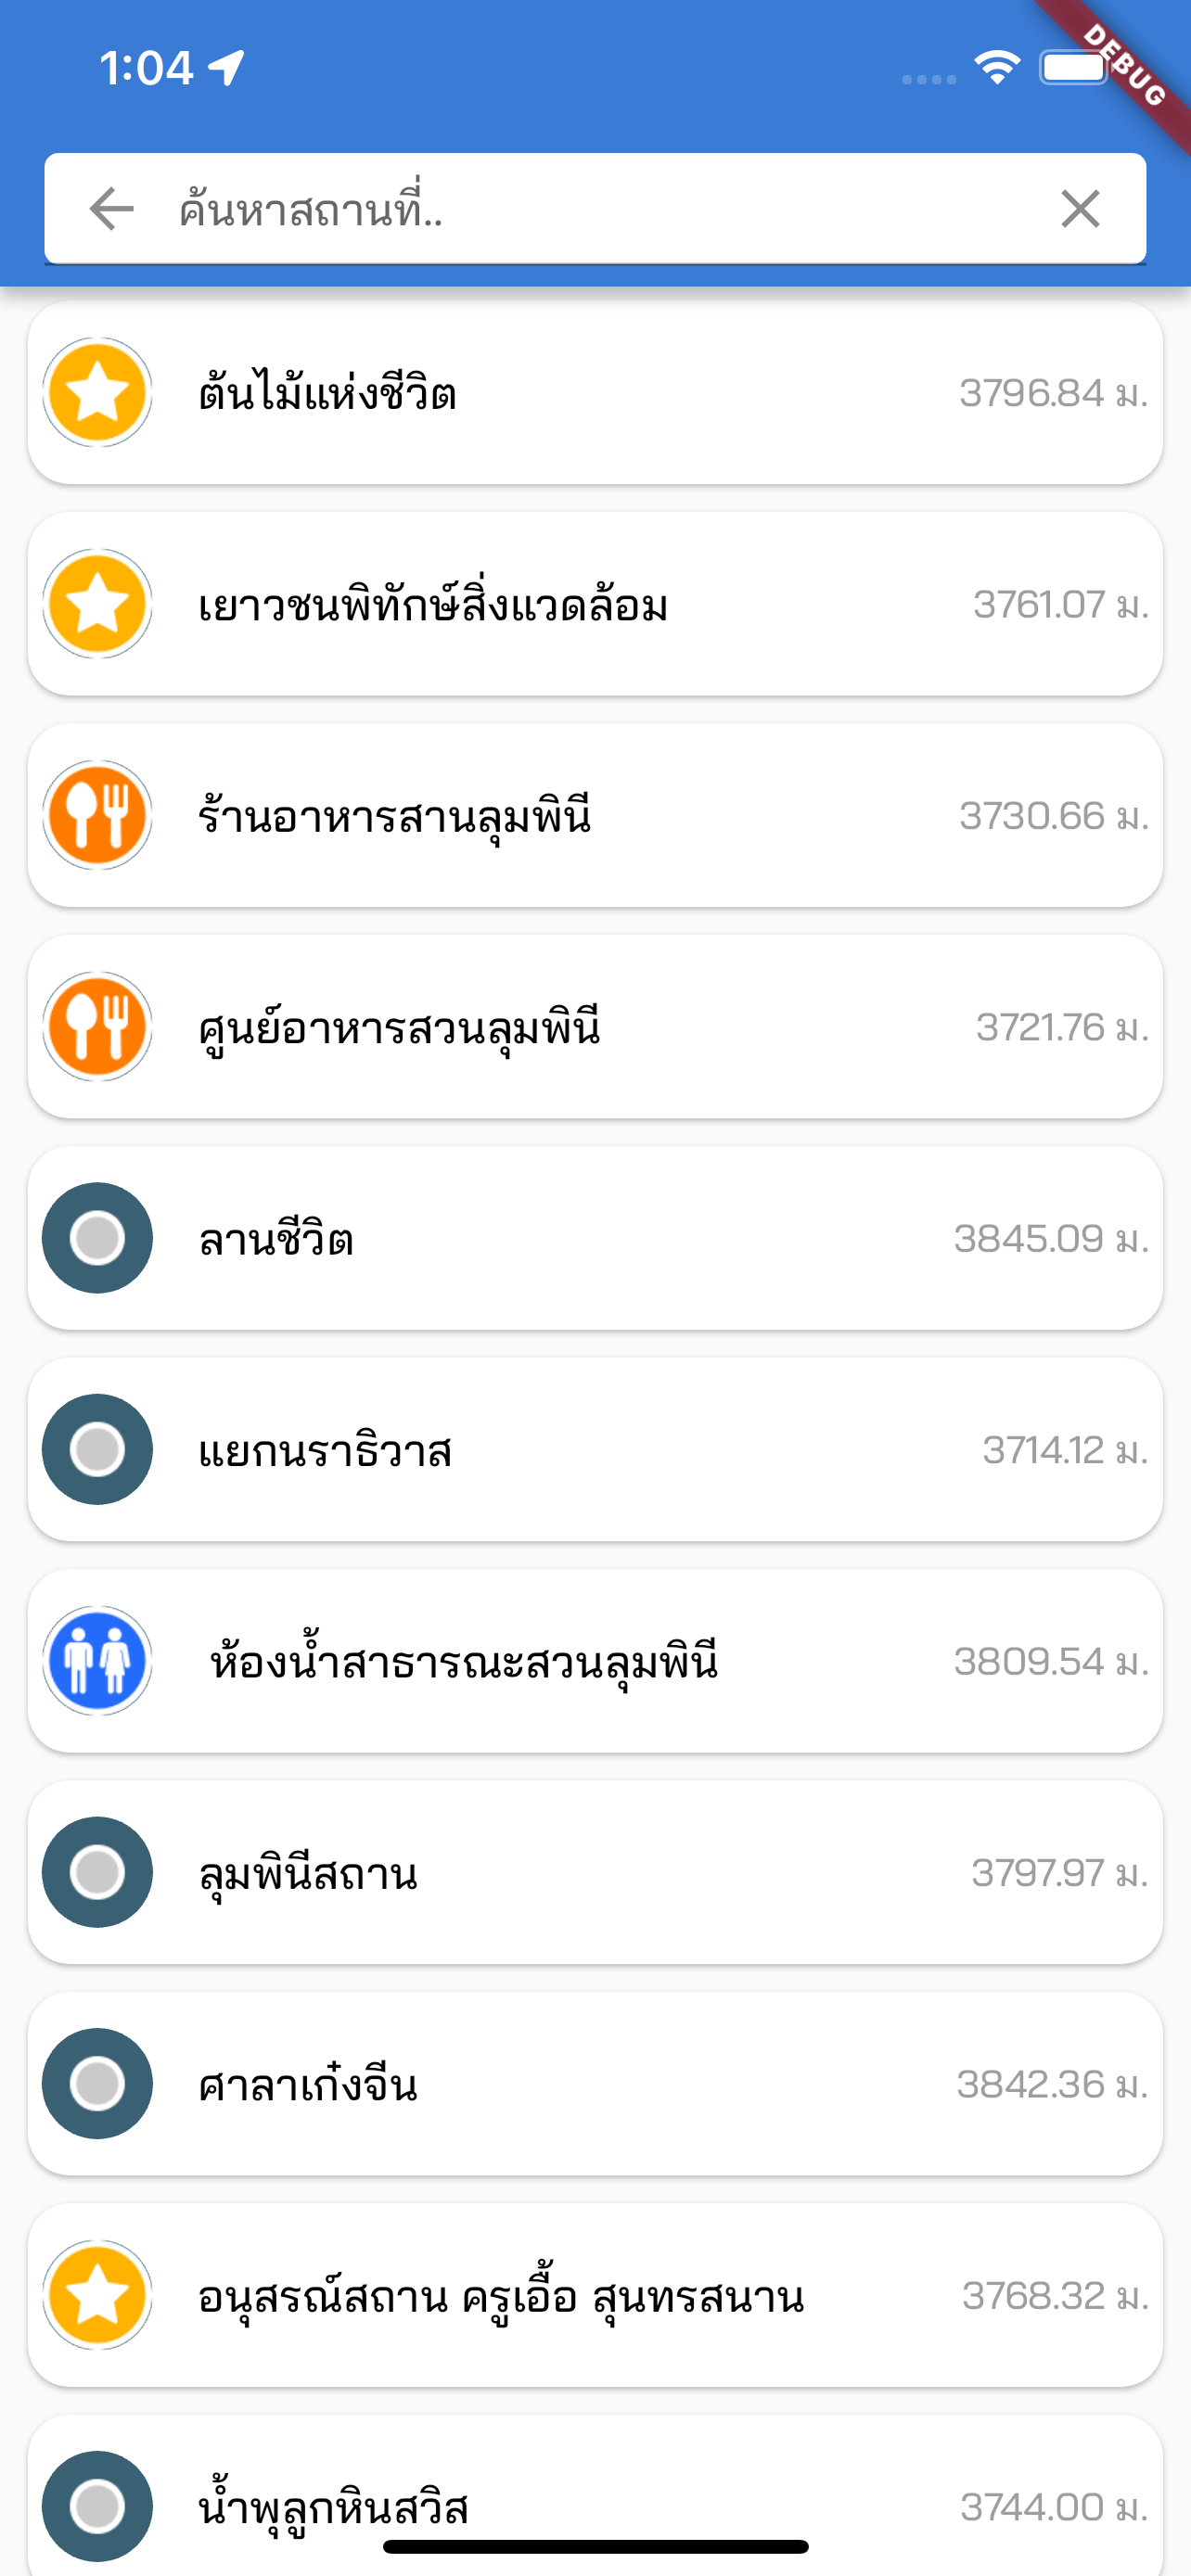 1:04
DEBUG
ค้นหาสถานที่..
ต้นไม้แห่งชีวิต 3796.84 ม.
เยาวชนพิทักษ์สิ่งแวดล้อม 3761.07 ม.
ร้านอาหารสานลุมพินี 3730.66 ม.
ศูนย์อาหารสวนลุมพินี 3721.76 ม.
ลานชีวิต 3845.09 ม.
แยกนราธิวาส 3714.12 ม.
ห้องน้ำสาธารณะสวนลุมพินี 3809.54 ม.
ลุมพินีสถาน 3797.97 ม.
ศาลาเก๋งจีน 3842.36 ม.
อนุสรณ์สถาน ครูเอื้อ สุนทรสนาน 3768.32 ม.
น้ำพุลูกหินสวิส 3744.00 ม.